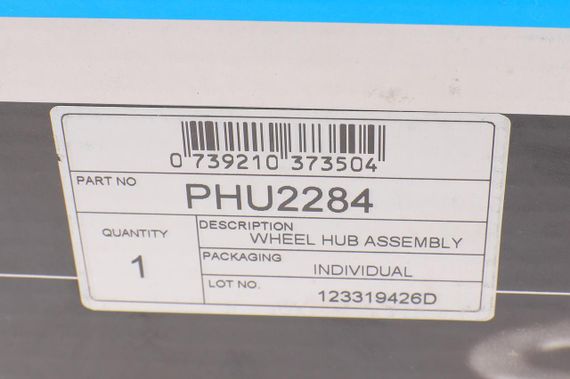 0 739210 373504
PART NO
PHU2284
QUANTITY
1
DESCRIPTION
WHEEL HUB ASSEMBLY
PACKAGING
INDIVIDUAL
LOT NO.
123319426D